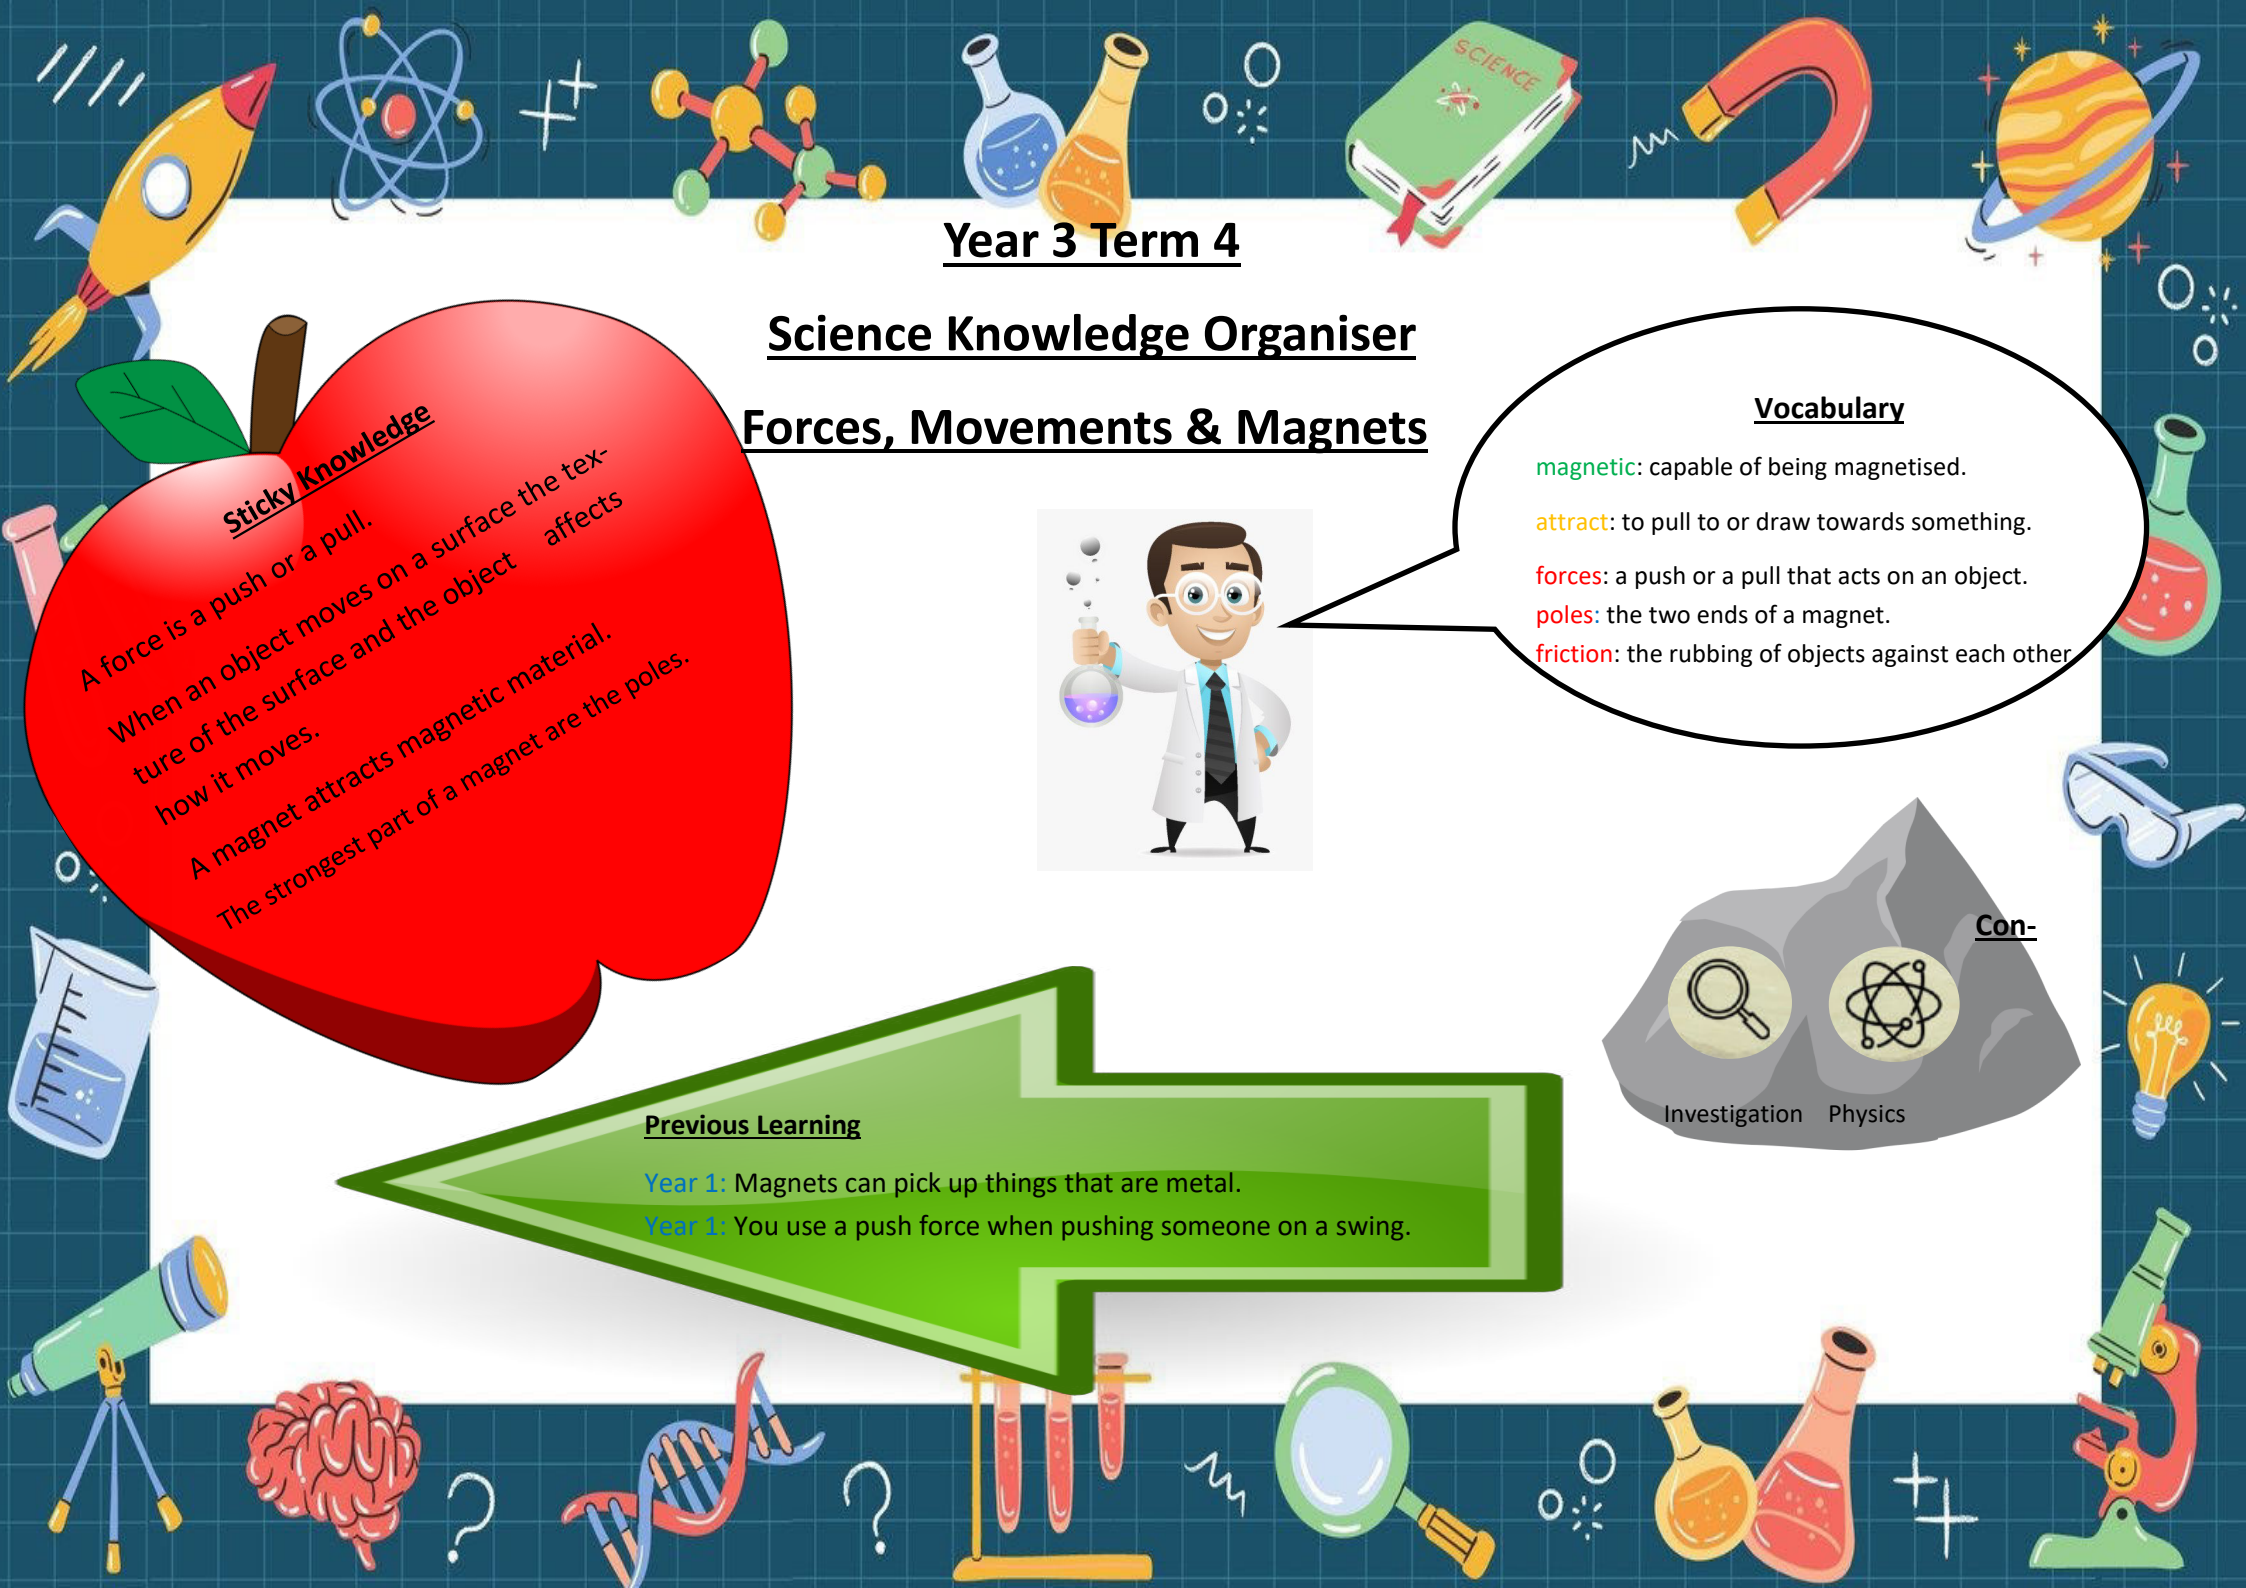 SCIENCE
Year 3 Term 4
Science Knowledge Organiser
Forces, Movements & Magnets
Sticky Knowledge
A force is a push or a pull.
When an object moves on a surface the tex-
ture of the surface and the object affects
how it moves.
A magnet attracts magnetic material.
The strongest part of a magnet are the poles.
Vocabulary
magnetic: capable of being magnetised.
attract: to pull to or draw towards something.
forces: a push or a pull that acts on an object.
poles: the two ends of a magnet.
friction: the rubbing of objects against each other
Con-
Investigation Physics
Previous Learning
Year 1: Magnets can pick up things that are metal.
Year 1: You use a push force when pushing someone on a swing.